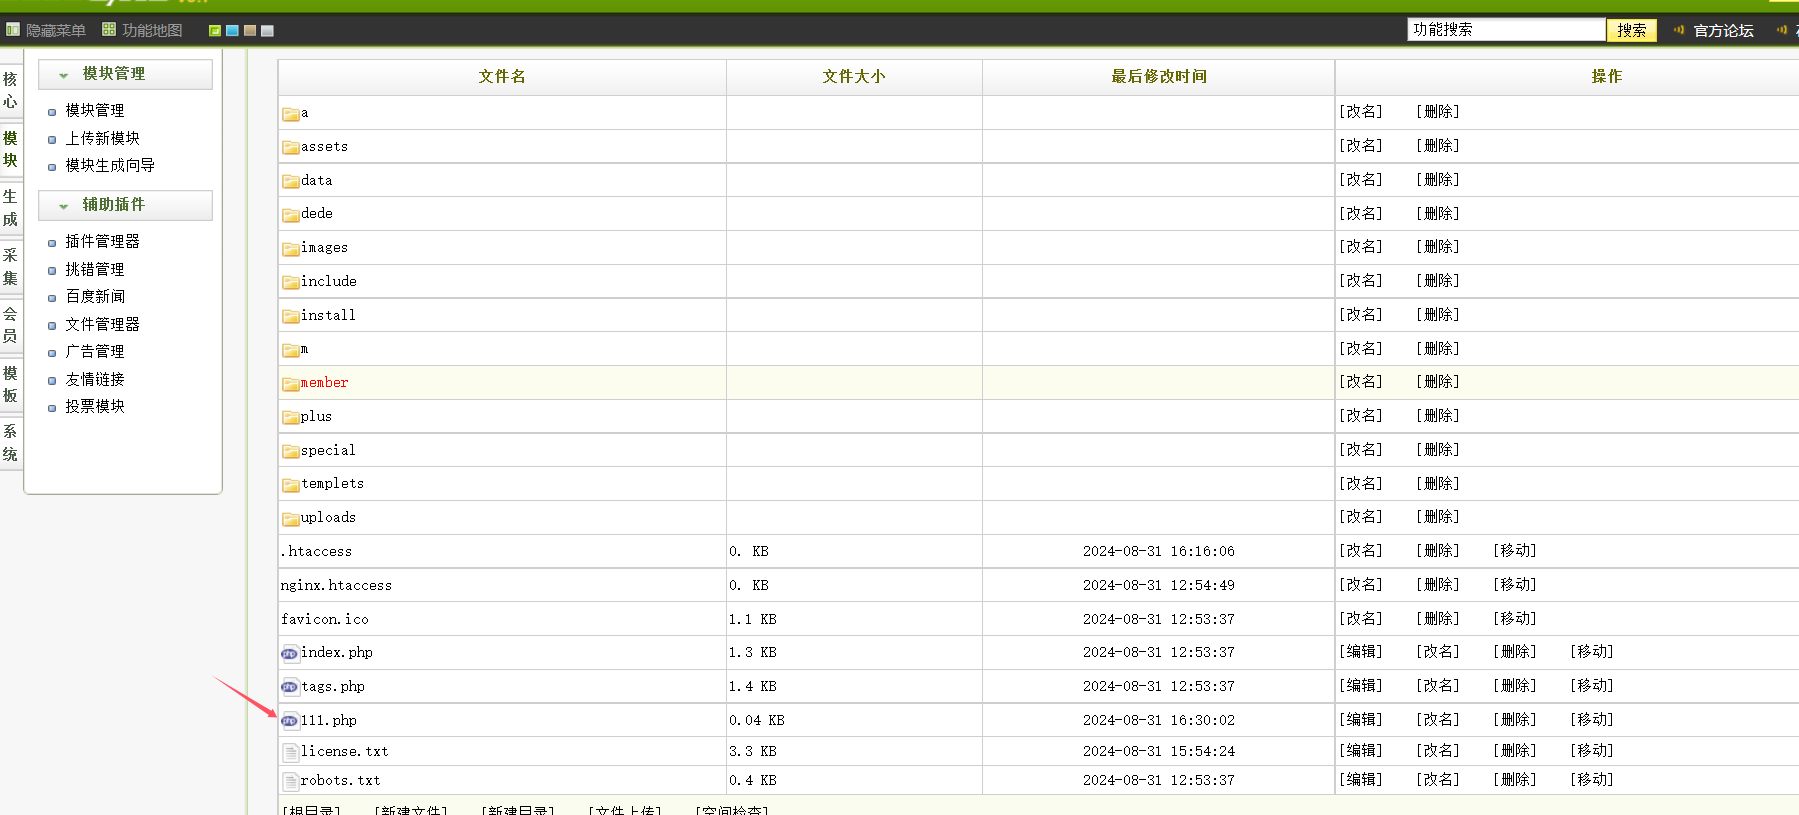 隐藏菜单 功能地图 功能搜索 搜索 官方论坛
核心
模块
生成
采集
会员
模板
系统
模块管理
模块管理
上传新模块
模块生成向导
辅助插件
插件管理器
挑错管理
百度新闻
文件管理器
广告管理
友情链接
投票模块
文件名 文件大小 最后修改时间 操作
a [改名] [删除]
assets [改名] [删除]
data [改名] [删除]
dede [改名] [删除]
images [改名] [删除]
include [改名] [删除]
install [改名] [删除]
m [改名] [删除]
member [改名] [删除]
plus [改名] [删除]
special [改名] [删除]
templets [改名] [删除]
uploads [改名] [删除]
.htaccess 0. KB 2024-08-31 16:16:06 [改名] [删除] [移动]
nginx.htaccess 0. KB 2024-08-31 12:54:49 [改名] [删除] [移动]
favicon.ico 1.1 KB 2024-08-31 12:53:37 [改名] [删除] [移动]
index.php 1.3 KB 2024-08-31 12:53:37 [编辑] [改名] [删除] [移动]
tags.php 1.4 KB 2024-08-31 12:53:37 [编辑] [改名] [删除] [移动]
111.php 0.04 KB 2024-08-31 16:30:02 [编辑] [改名] [删除] [移动]
license.txt 3.3 KB 2024-08-31 15:54:24 [编辑] [改名] [删除] [移动]
robots.txt 0.4 KB 2024-08-31 12:53:37 [编辑] [改名] [删除] [移动]
[根目录] [新建文件] [新建目录] [文件上传] [空间检查]